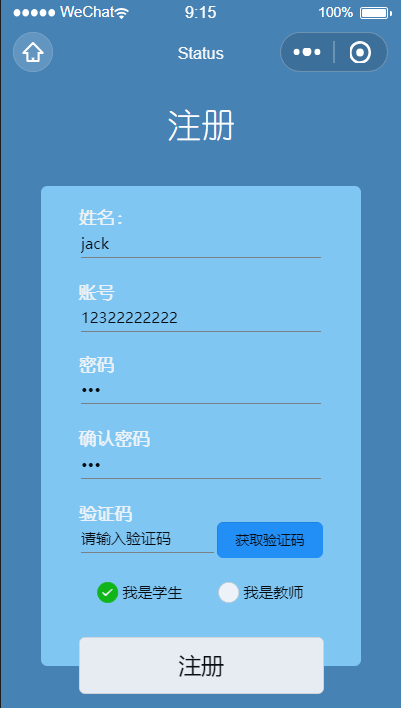 ●●●●● WeChat 9:15 100%
Status
注册
姓名：
jack
账号
12322222222
密码
•••
确认密码
•••
验证码
请输入验证码 获取验证码
我是学生 我是教师
注册